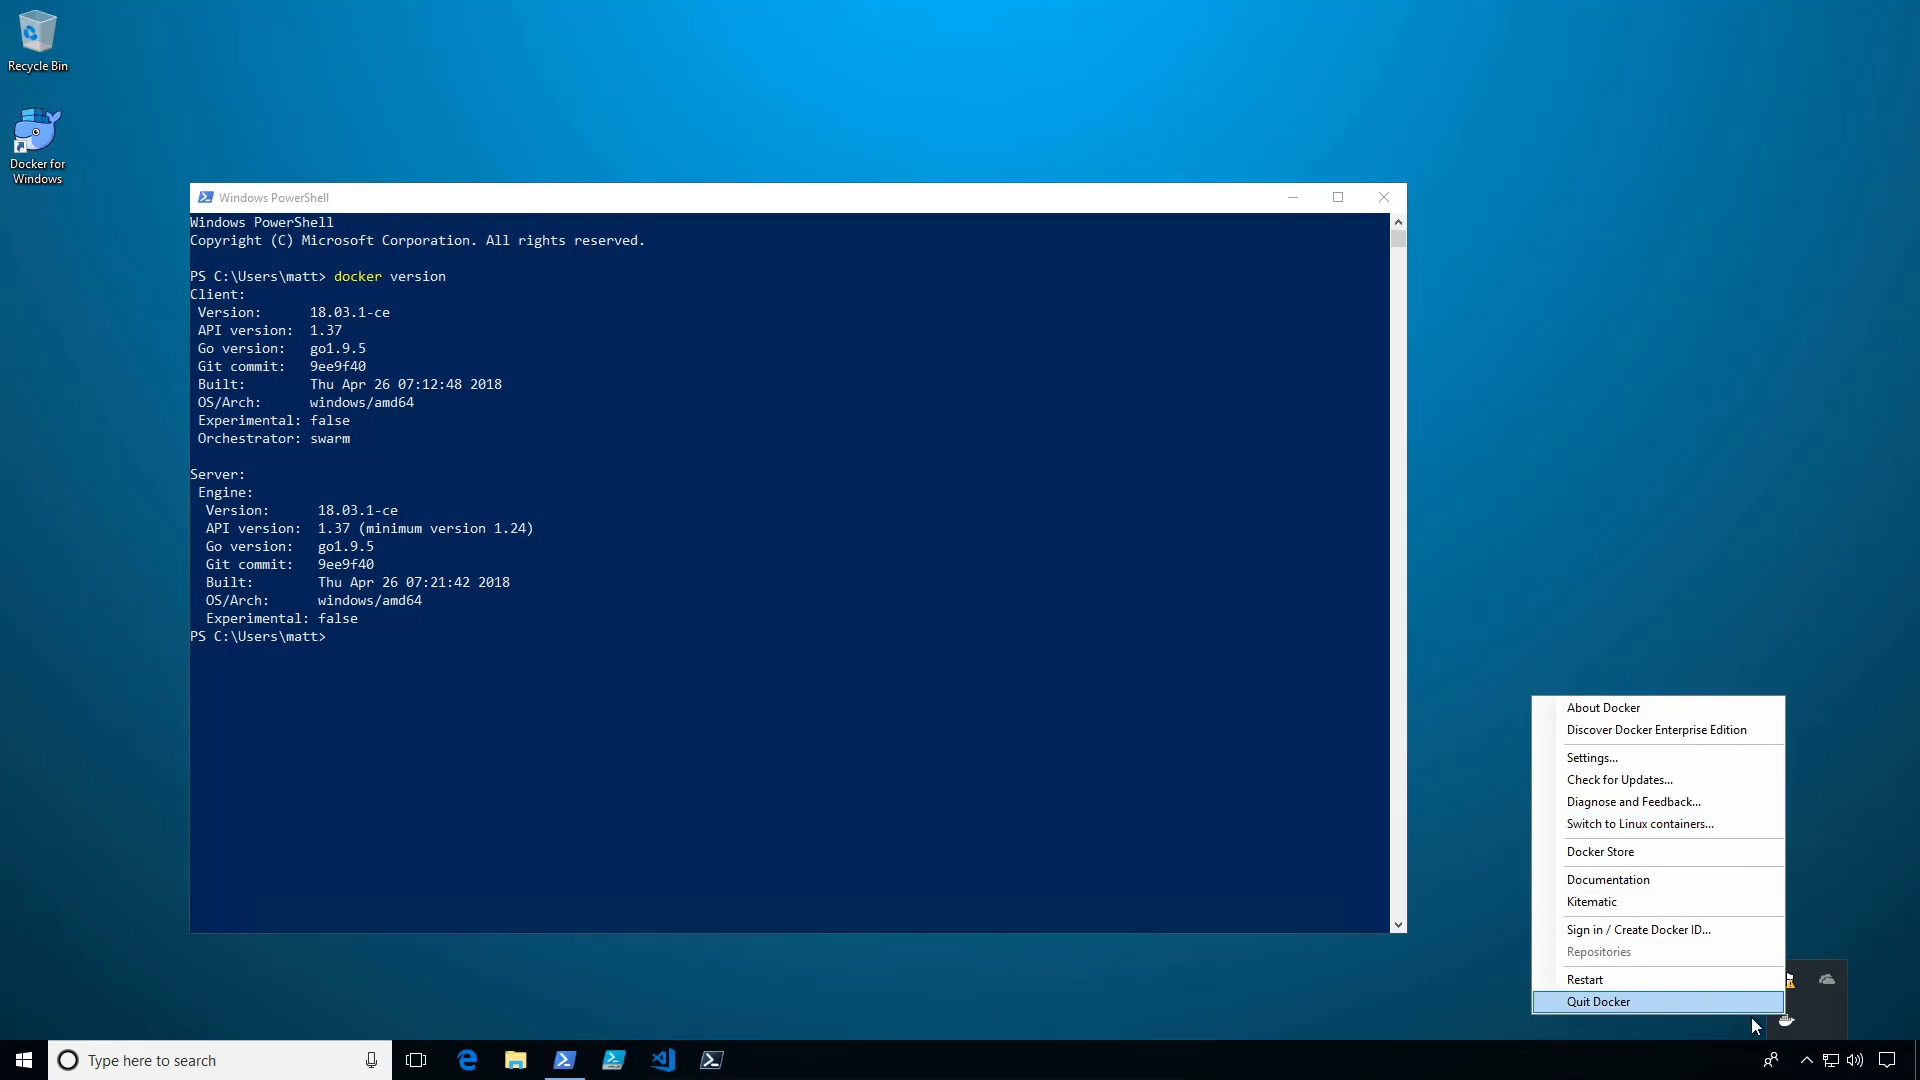 Recycle Bin
Docker for
Windows
Windows PowerShell
Windows PowerShell
Copyright (C) Microsoft Corporation. All rights reserved.
PS C:\Users\matt> docker version
Client:
Version: 18.03.1-ce
API version: 1.37
Go version: go1.9.5
Git commit: 9ee9f40
Built: Thu Apr 26 07:12:48 2018
OS/Arch: windows/amd64
Experimental: false
Orchestrator: swarm
Server:
Engine:
Version: 18.03.1-ce
API version: 1.37 (minimum version 1.24)
Go version: go1.9.5
Git commit: 9ee9f40
Built: Thu Apr 26 07:21:42 2018
OS/Arch: windows/amd64
Experimental: false
PS C:\Users\matt>
About Docker
Discover Docker Enterprise Edition
Settings...
Check for Updates...
Diagnose and Feedback...
Switch to Linux containers...
Docker Store
Documentation
Kitematic
Sign in / Create Docker ID...
Repositories
Restart
Quit Docker
Type here to search